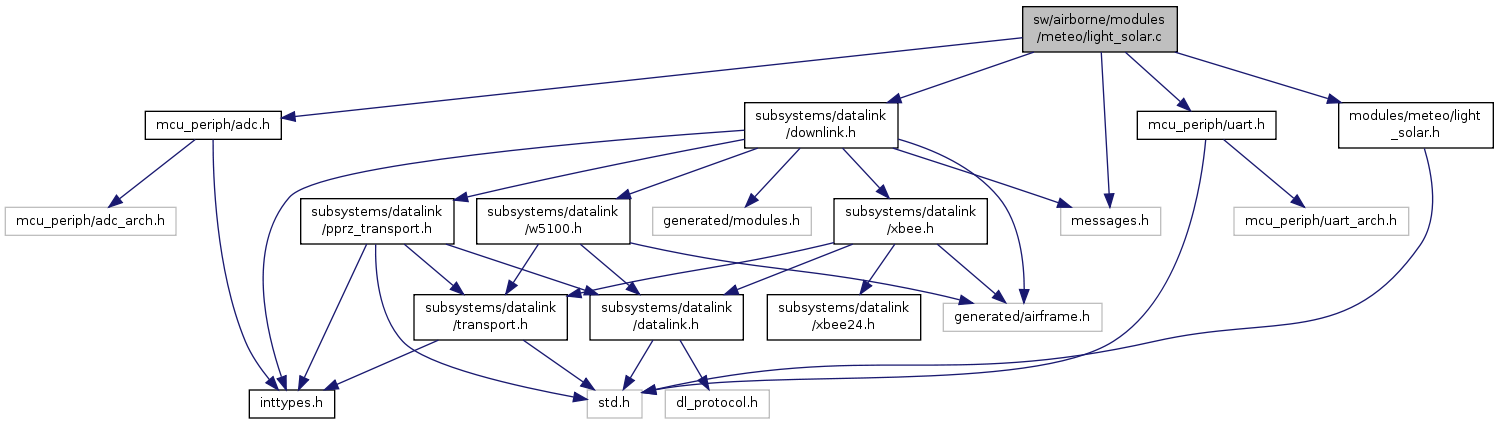 sw/airborne/modules
/meteo/light_solar.c
mcu_periph/adc.h
subsystems/datalink
/downlink.h
mcu_periph/uart.h
modules/meteo/light
_solar.h
mcu_periph/adc_arch.h
subsystems/datalink
/pprz_transport.h
subsystems/datalink
/w5100.h
generated/modules.h
subsystems/datalink
/xbee.h
messages.h
mcu_periph/uart_arch.h
subsystems/datalink
/transport.h
subsystems/datalink
/datalink.h
subsystems/datalink
/xbee24.h
generated/airframe.h
inttypes.h
std.h
dl_protocol.h